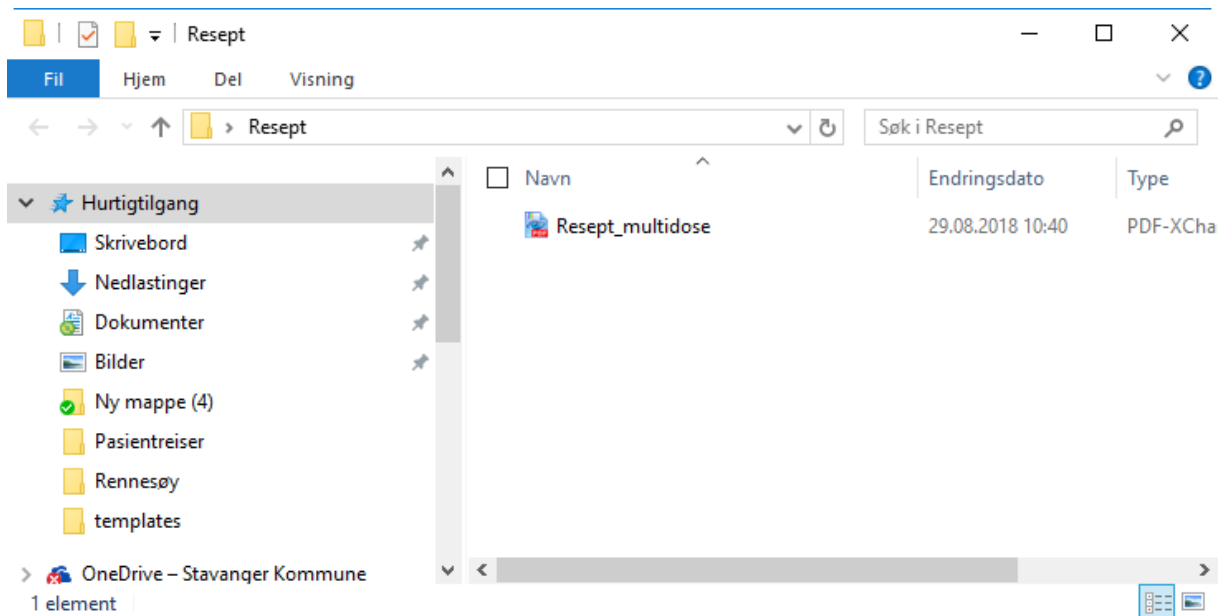 Resept
Fil Hjem Del Visning
Resept Søk i Resept
Navn Endringsdato Type
Hurtigtilgang
Resept_multidose 29.08.2018 10:40 PDF-XCha
Skrivebord
Nedlastinger
Dokumenter
Bilder
Ny mappe (4)
Pasientreiser
Rennesøy
templates
OneDrive – Stavanger Kommune
1 element